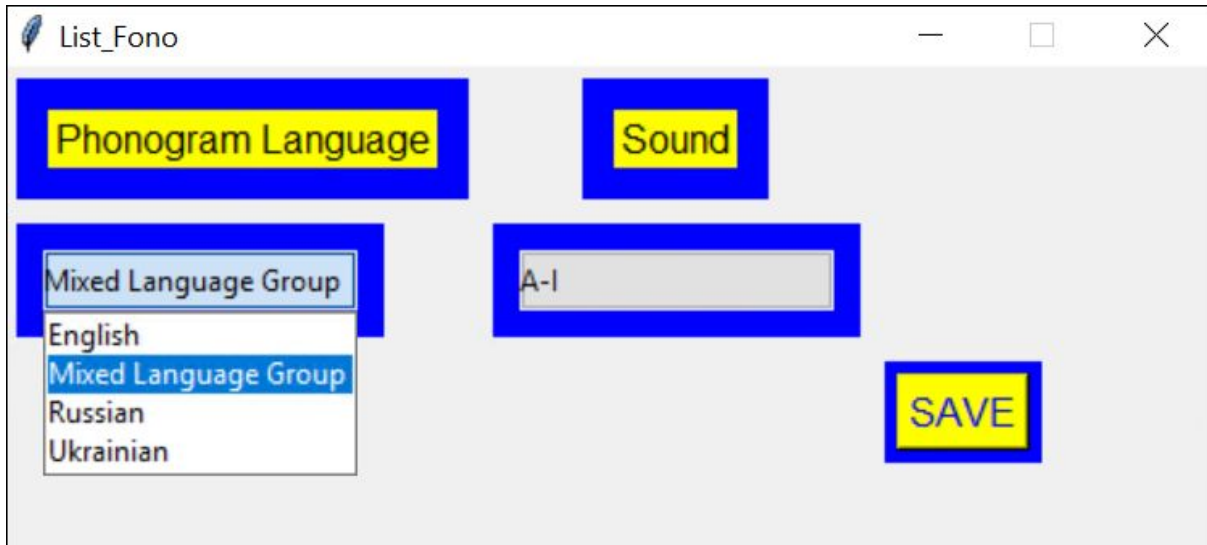 List_Fono
Phonogram Language
Sound
Mixed Language Group
A-I
English
Mixed Language Group
Russian
Ukrainian
SAVE